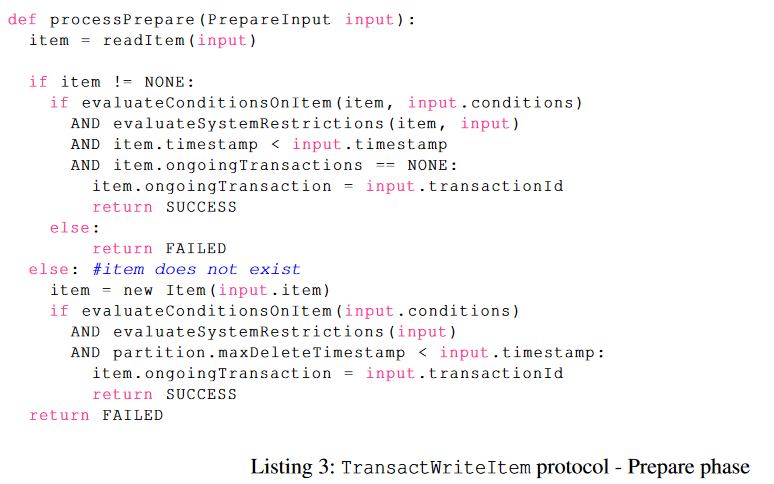 def processPrepare(PrepareInput input):
  item = readItem(input)

  if item != NONE:
    if evaluateConditionsOnItem(item, input.conditions)
      AND evaluateSystemRestrictions(item, input)
      AND item.timestamp < input.timestamp
      AND item.ongoingTransactions == NONE:
        item.ongoingTransaction = input.transactionId
        return SUCCESS
    else:
        return FAILED
  else: #item does not exist
    item = new Item(input.item)
    if evaluateConditionsOnItem(input.conditions)
      AND evaluateSystemRestrictions(input)
      AND partition.maxDeleteTimestamp < input.timestamp:
        item.ongoingTransaction = input.transactionId
        return SUCCESS
  return FAILED
Listing 3: TransactWriteItem protocol - Prepare phase